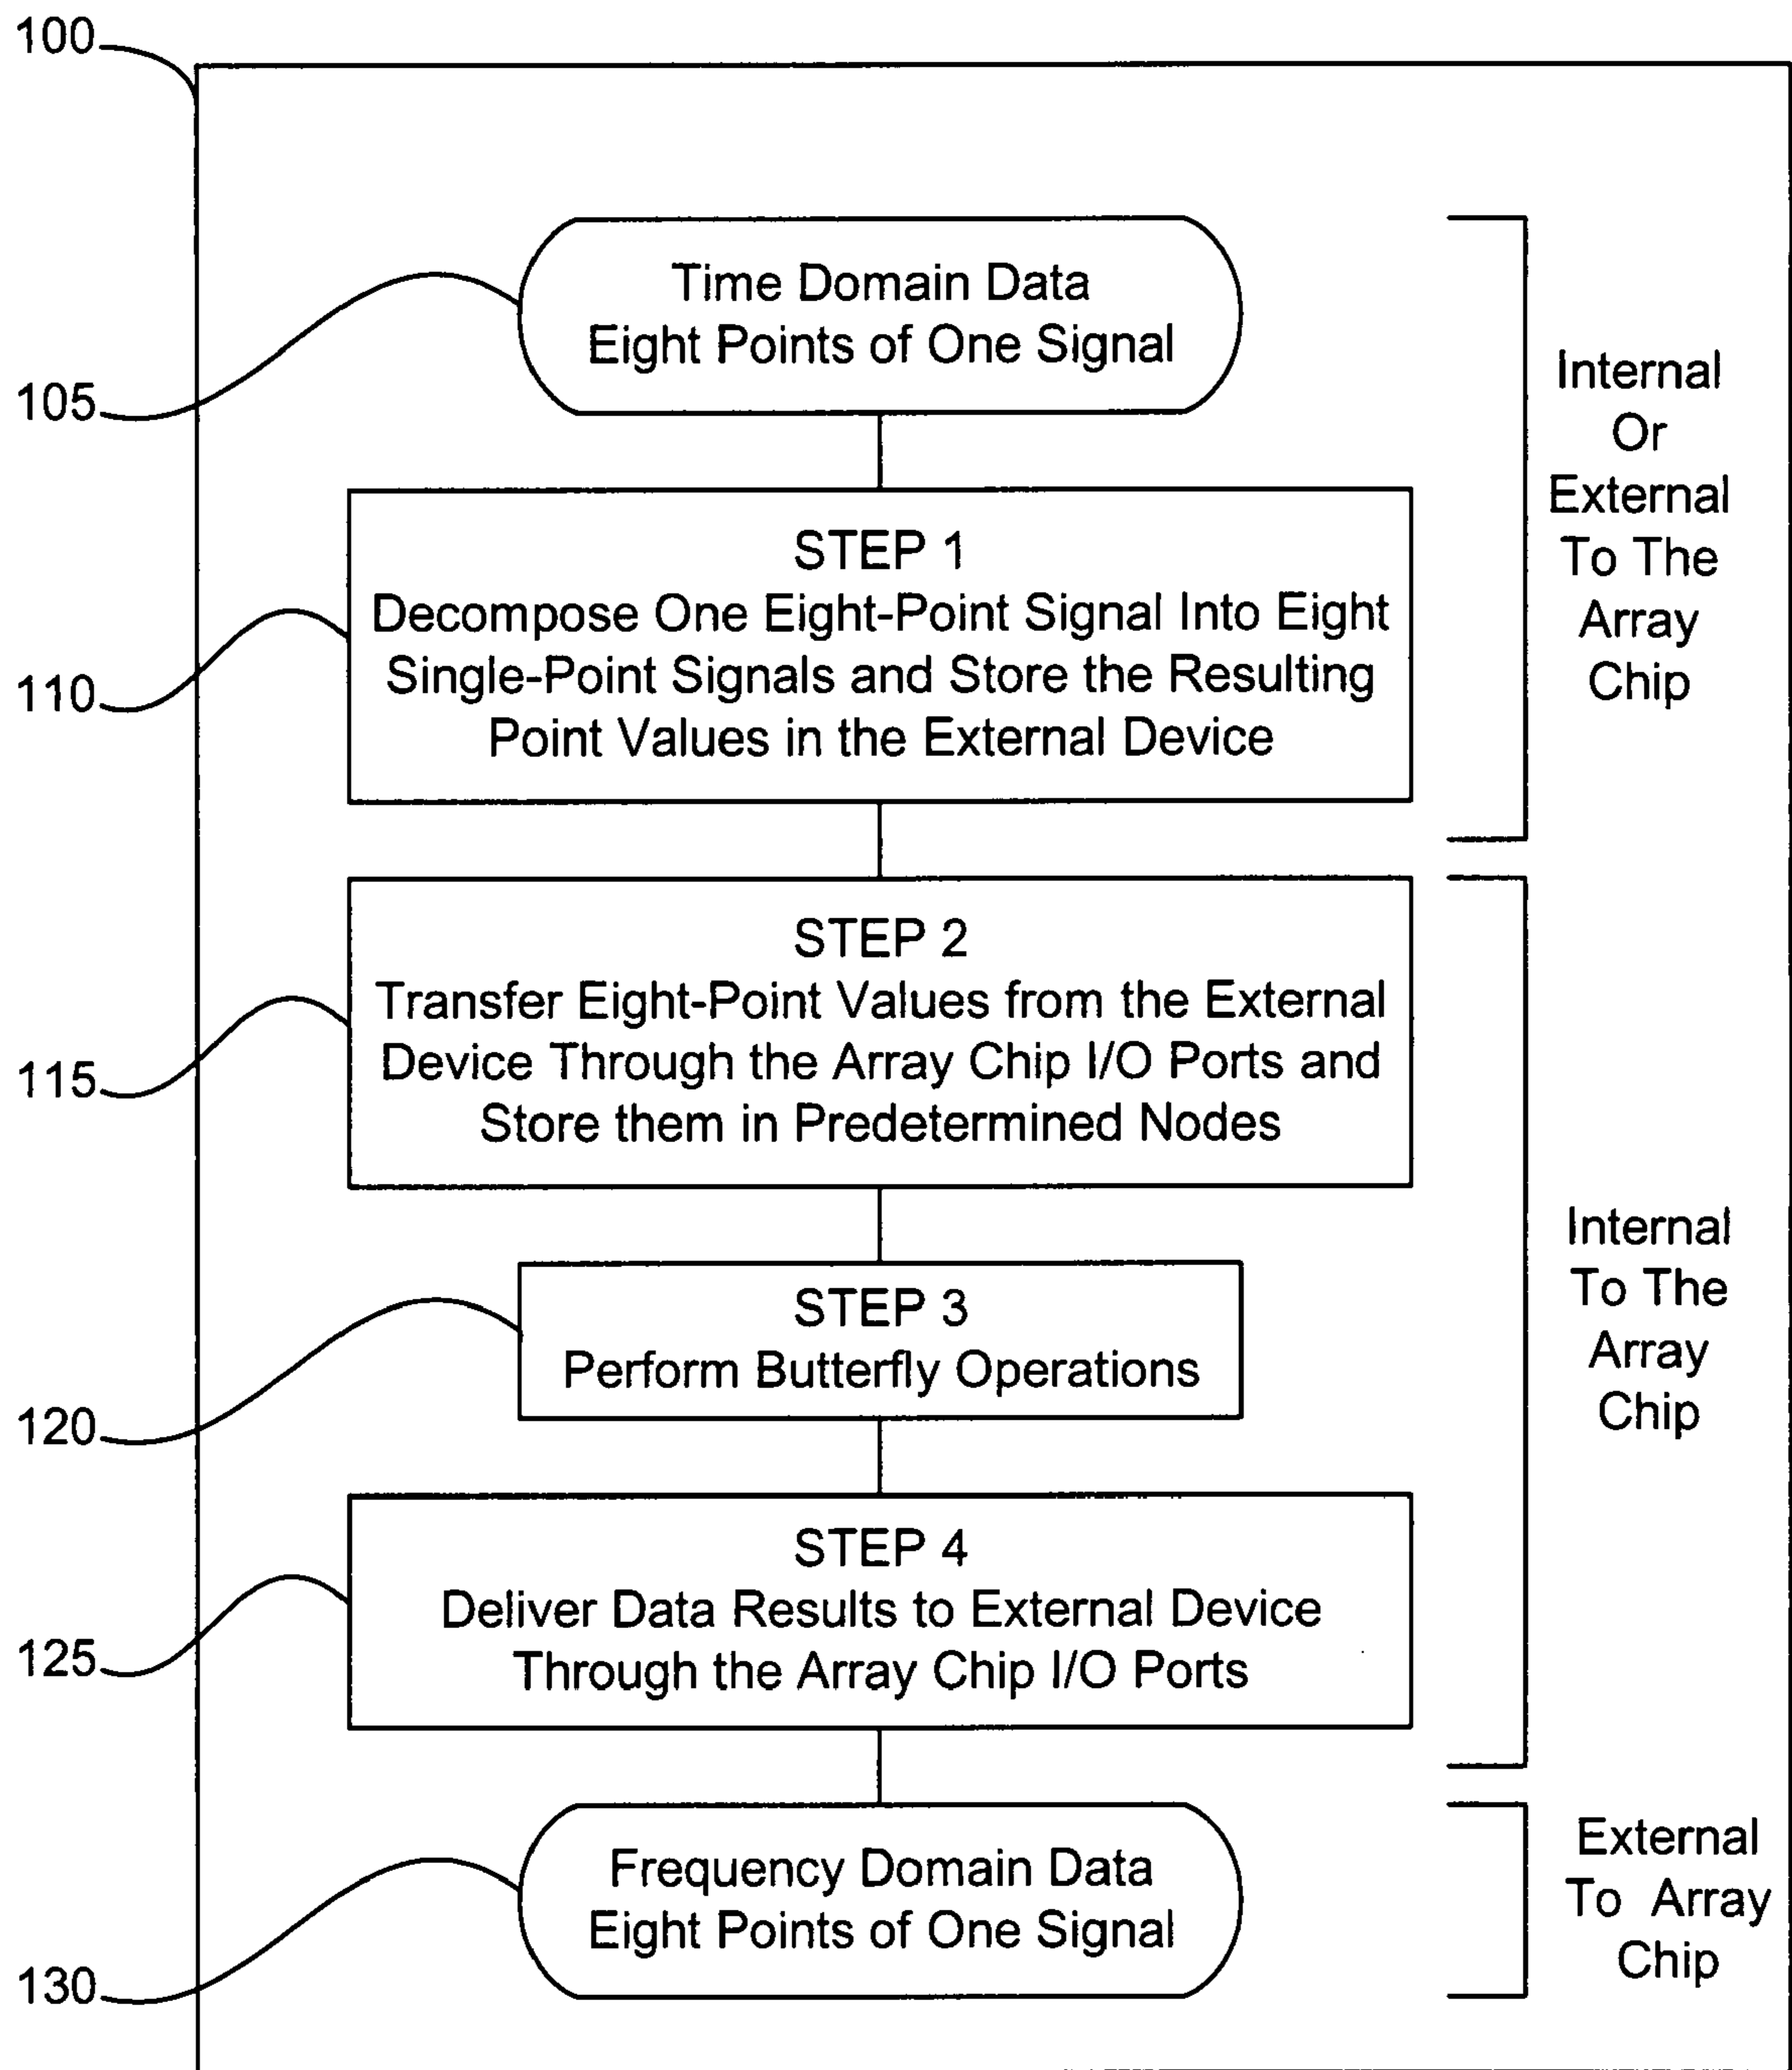 100
105
Time Domain Data
Eight Points of One Signal
Internal
Or
External
To The
Array
Chip
110
STEP 1
Decompose One Eight-Point Signal Into Eight
Single-Point Signals and Store the Resulting
Point Values in the External Device
115
STEP 2
Transfer Eight-Point Values from the External
Device Through the Array Chip I/O Ports and
Store them in Predetermined Nodes
Internal
To The
Array
Chip
120
STEP 3
Perform Butterfly Operations
125
STEP 4
Deliver Data Results to External Device
Through the Array Chip I/O Ports
130
Frequency Domain Data
Eight Points of One Signal
External
To Array
Chip